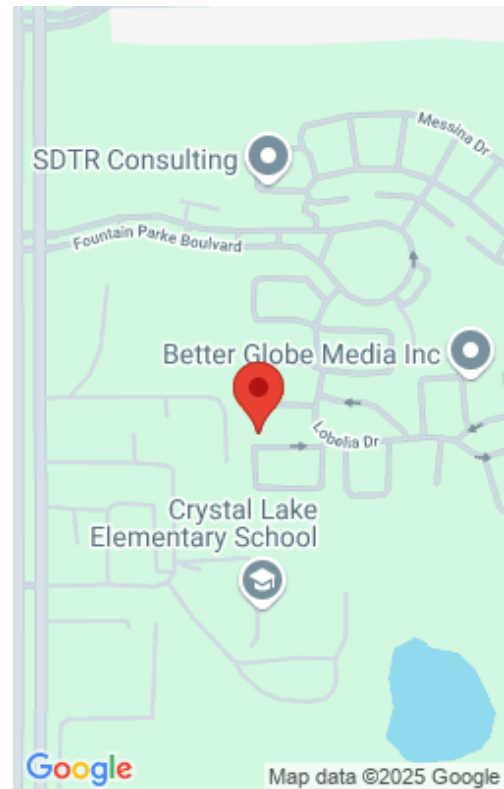 Messina Dr
SDTR Consulting
Fountain Parke Boulvard
Better Globe Media Inc
Lobelia Dr
Crystal Lake
Elementary School
Google
Map data ©2025 Google